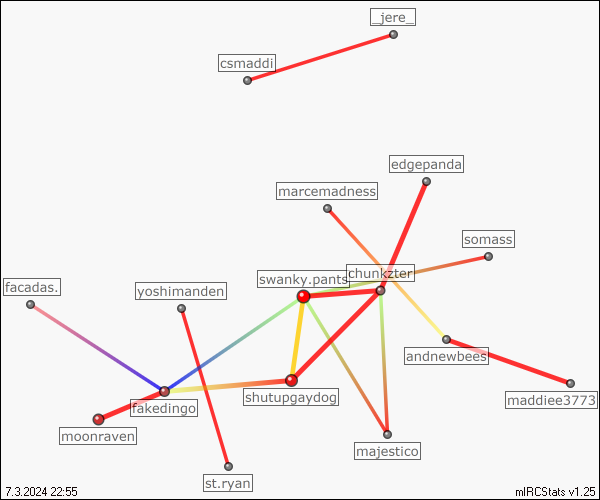 _jere_
csmaddi
edgepanda
marcemadness
somass
swanky.pants
chunkzter
facadas.
yoshimanden
andnewbees
shutupgaydog
maddiee3773
fakedingo
moonraven
majestico
st.ryan
7.3.2024 22:55
mIRCStats v1.25